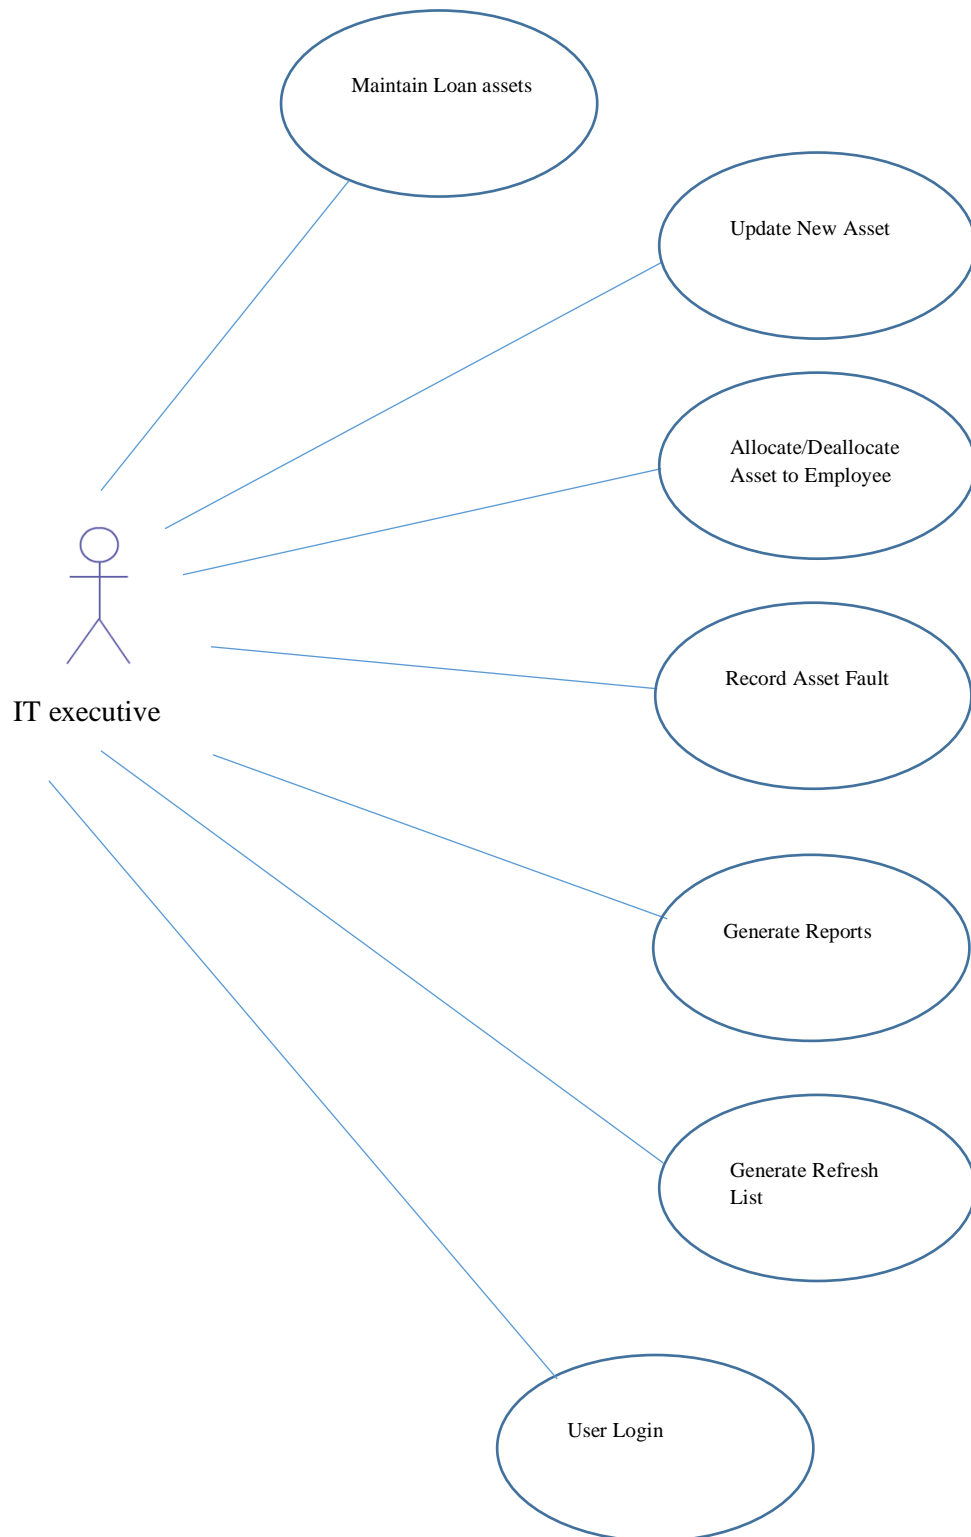 Maintain Loan assets
Update New Asset
Allocate/Deallocate
Asset to Employee
Record Asset Fault
IT executive
Generate Reports
Generate Refresh
List
User Login